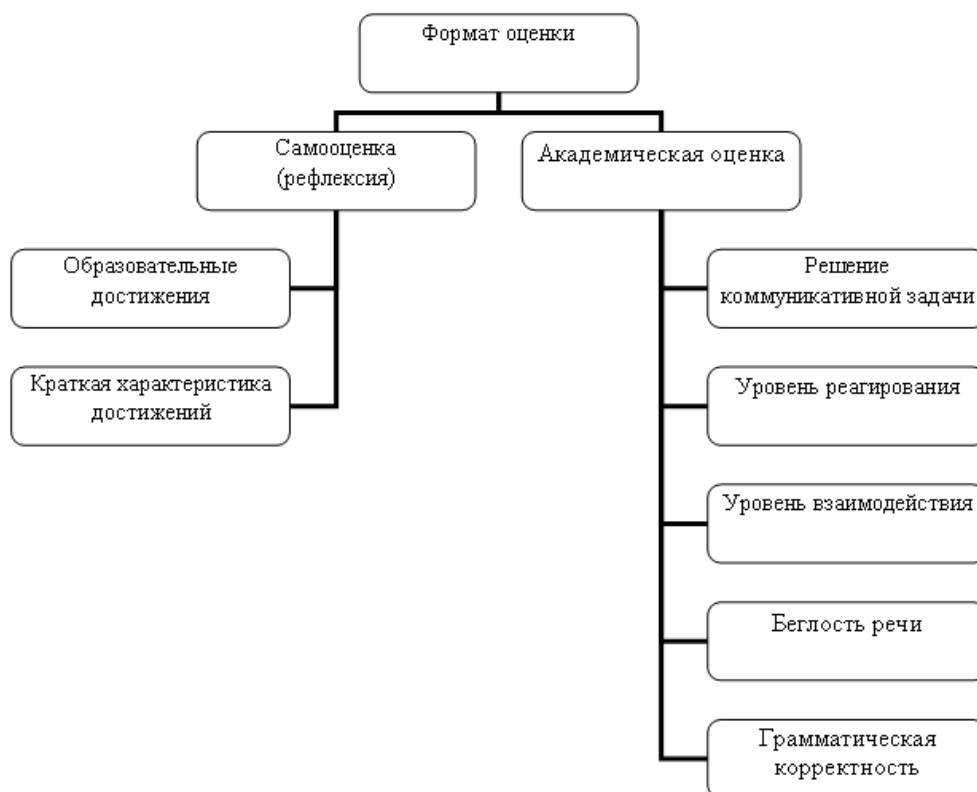 Формат оценки
Самооценка
(рефлексия)
Академическая оценка
Образовательные
достижения
Краткая характеристика
достижений
Решение
коммуникативной задачи
Уровень реагирования
Уровень взаимодействия
Беглость речи
Грамматическая
корректность